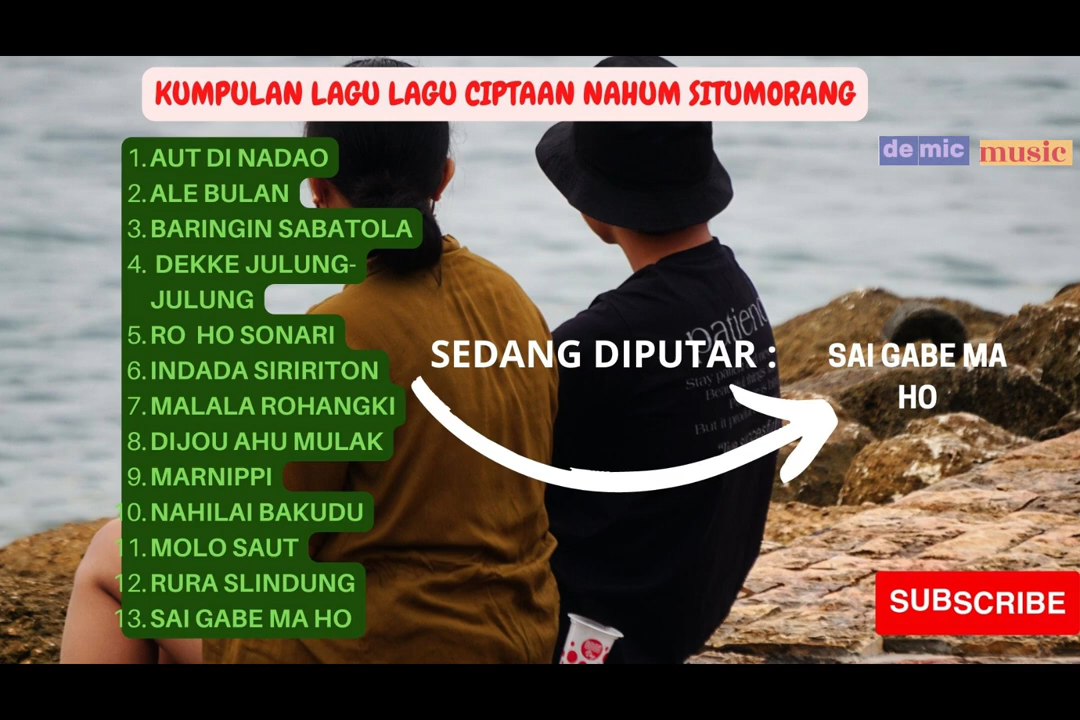 KUMPULAN LAGU LAGU CIPTAAN NAHUM SITUMORANG
de mic music
1. AUT DI NADAO
2. ALE BULAN
3. BARINGIN SABATOLA
4. DEKKE JULUNG-
JULUNG
5. RO HO SONARI
6. INDADA SIRIRITON
7. MALALA ROHANGKI
8. DIJOU AHU MULAK
9. MARNIPPI
10. NAHILAI BAKUDU
11. MOLO SAUT
12. RURA SLINDUNG
13. SAI GABE MA HO
SEDANG DIPUTAR :
SAI GABE MA
HO
SUBSCRIBE